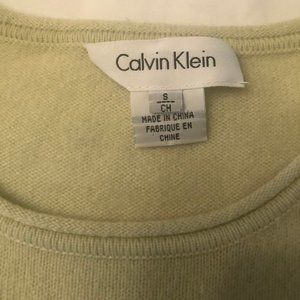 Calvin Klein
S
CH
MADE IN CHINA
FABRIQUE EN
CHINE